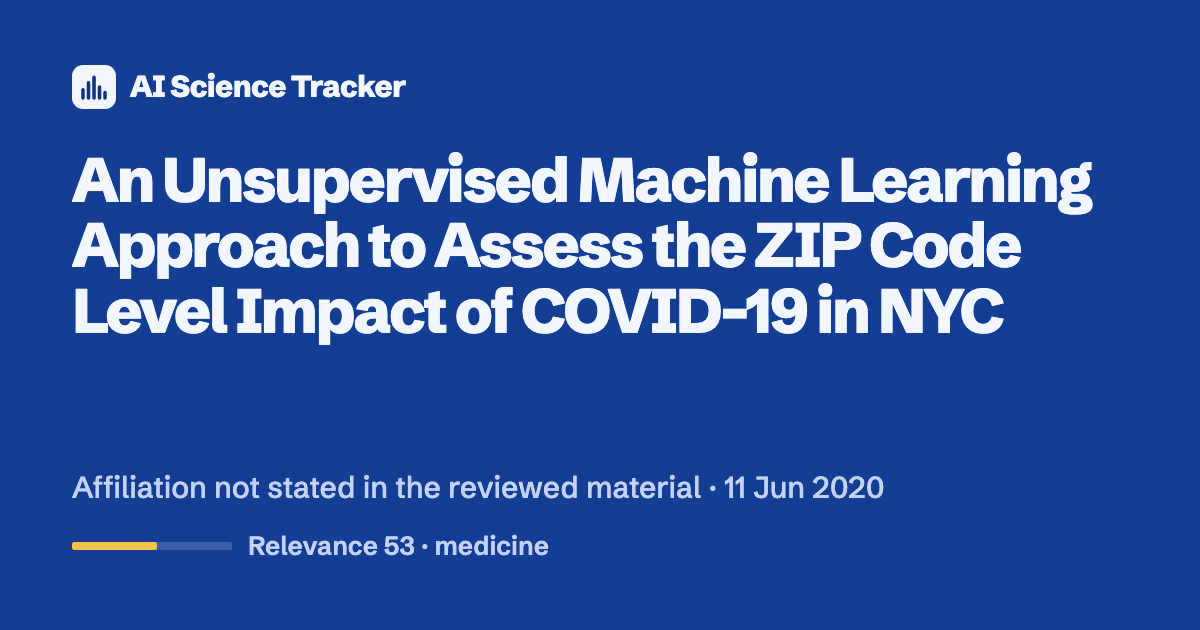 AI Science Tracker
An Unsupervised Machine Learning
Approach to Assess the ZIP Code
Level Impact of COVID-19 in NYC
Affiliation not stated in the reviewed material · 11 Jun 2020
Relevance 53 · medicine